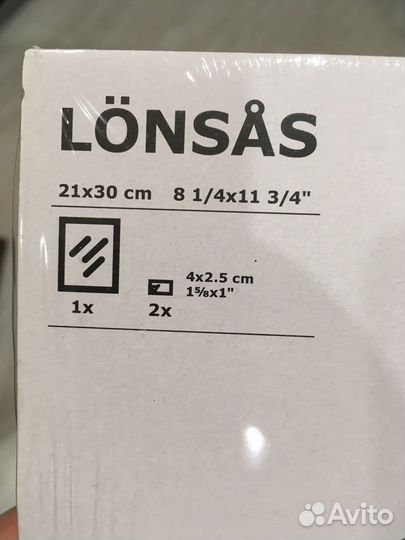 LÖNSÅS
21x30 cm 8 1/4x11 3/4"
4x2.5 cm
1⅝x1"
1x 2x
Avito